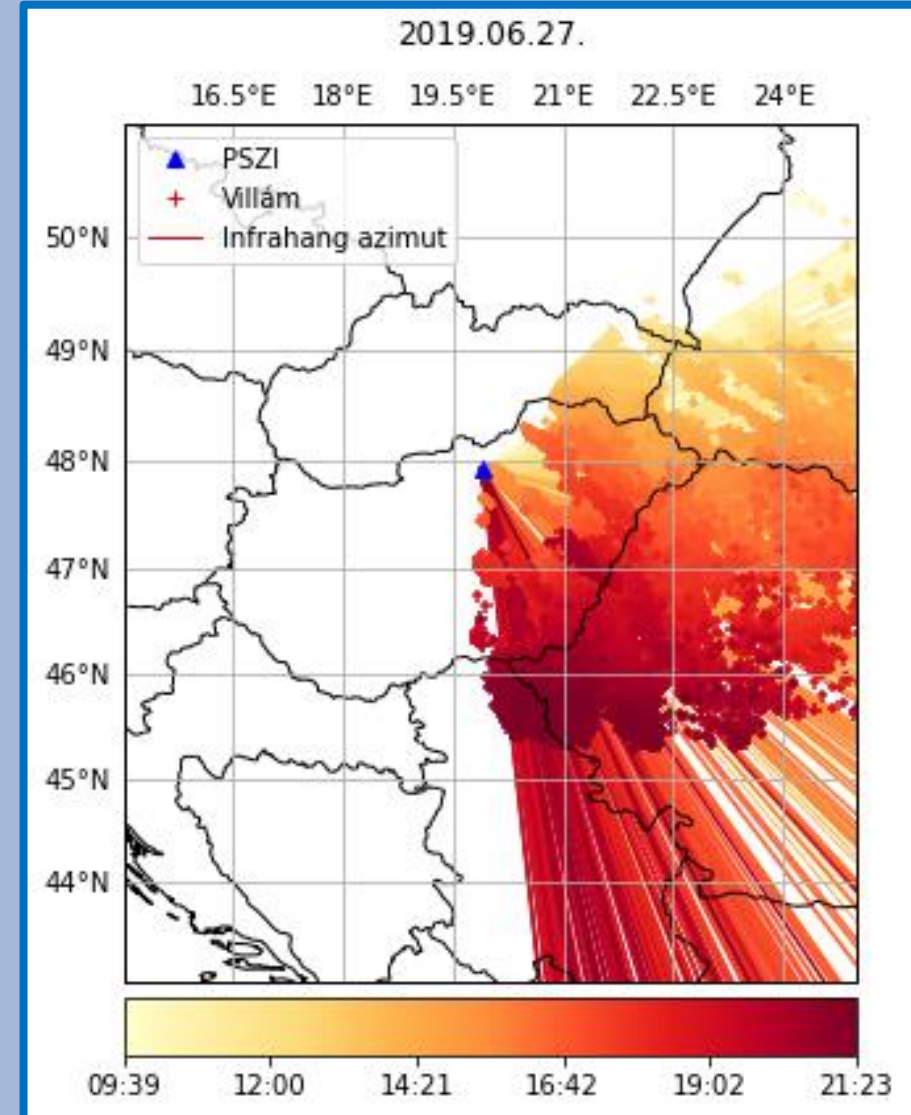 2019.06.27.
16.5°E 18°E 19.5°E 21°E 22.5°E 24°E
PSZI
Villám
Infrahang azimut
50°N
49°N
48°N
47°N
46°N
45°N
44°N
09:39 12:00 14:21 16:42 19:02 21:23